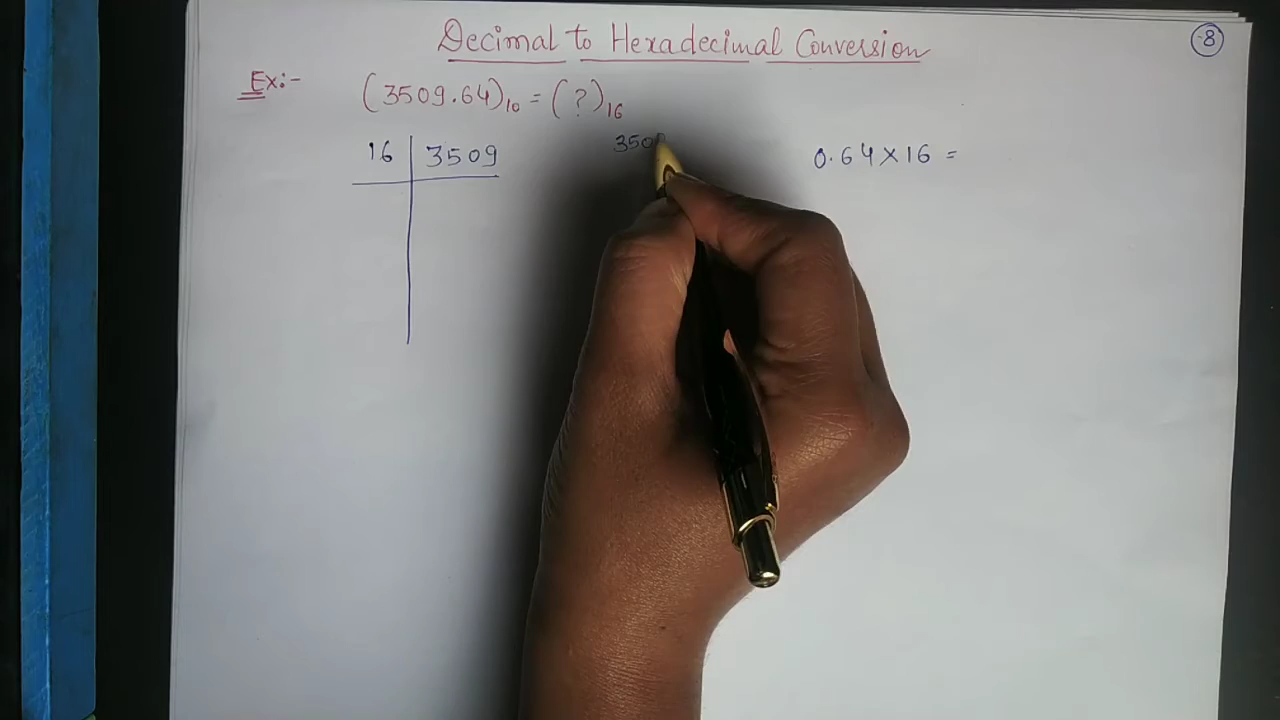 Decimal to Hexadecimal Conversion
8
Ex:-
(3509.64)10 = (?)16
16 | 3509
0.64×16 =